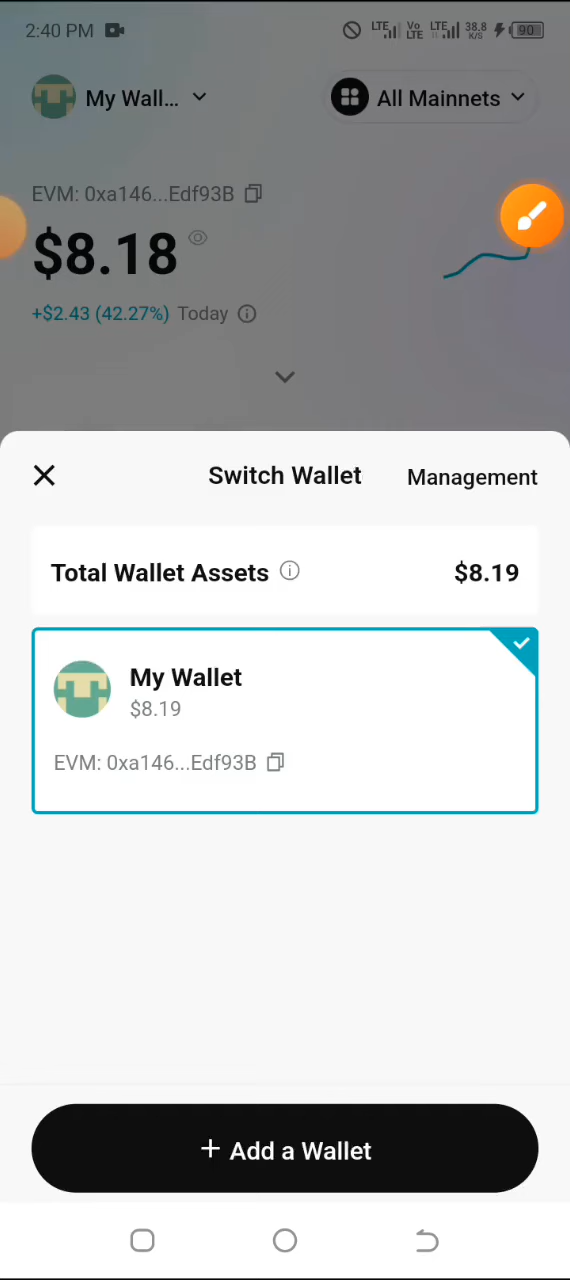 2:40 PM
LTE Vo LTE LTE 38.8 K/S 90
My Wall...
All Mainnets
EVM: 0xa146...Edf93B
$8.18
+$2.43 (42.27%) Today
Switch Wallet
Management
Total Wallet Assets
$8.19
My Wallet
$8.19
EVM: 0xa146...Edf93B
+ Add a Wallet